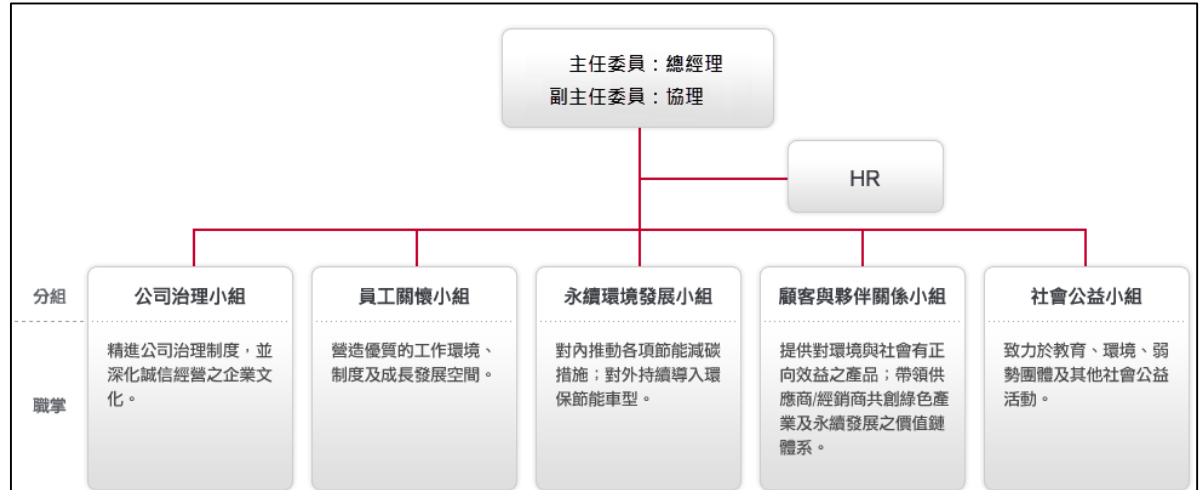 主任委員：總經理
副主任委員：協理
HR
分組
公司治理小組
員工關懷小組
永續環境發展小組
顧客與夥伴關係小組
社會公益小組
職掌
精進公司治理制度，並
深化誠信經營之企業文
化。
營造優質的工作環境、
制度及成長發展空間。
對內推動各項節能減碳
措施；對外持續導入環
保節能車型。
提供對環境與社會有正
向效益之產品；帶領供
應商/經銷商共創綠色產
業及永續發展之價值鏈
體系。
致力於教育、環境、弱
勢團體及其他社會公益
活動。